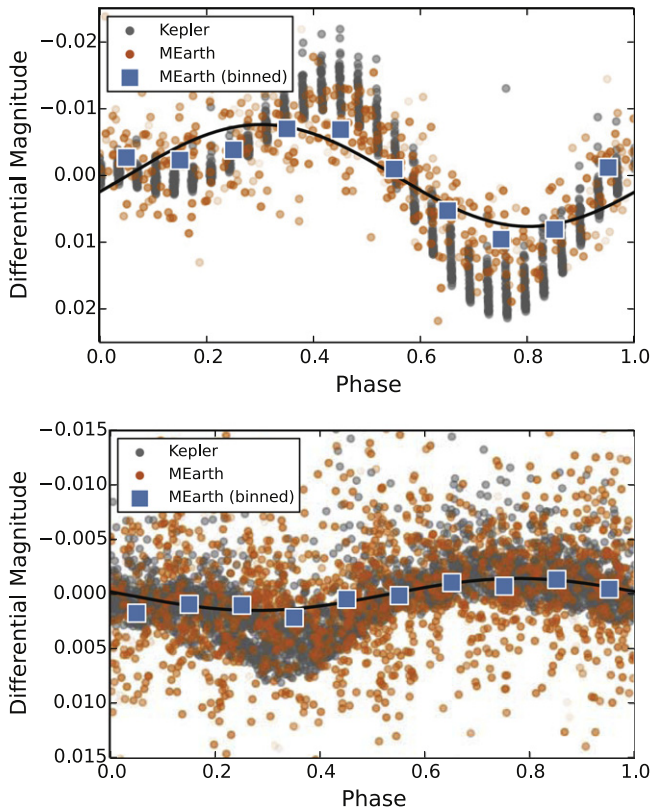 −0.02
−0.01
0.00
0.01
0.02
Differential Magnitude
Kepler
MEarth
MEarth (binned)
0.0 0.2 0.4 0.6 0.8 1.0
Phase
−0.015
−0.010
−0.005
0.000
0.005
0.010
0.015
Differential Magnitude
Kepler
MEarth
MEarth (binned)
0.0 0.2 0.4 0.6 0.8 1.0
Phase